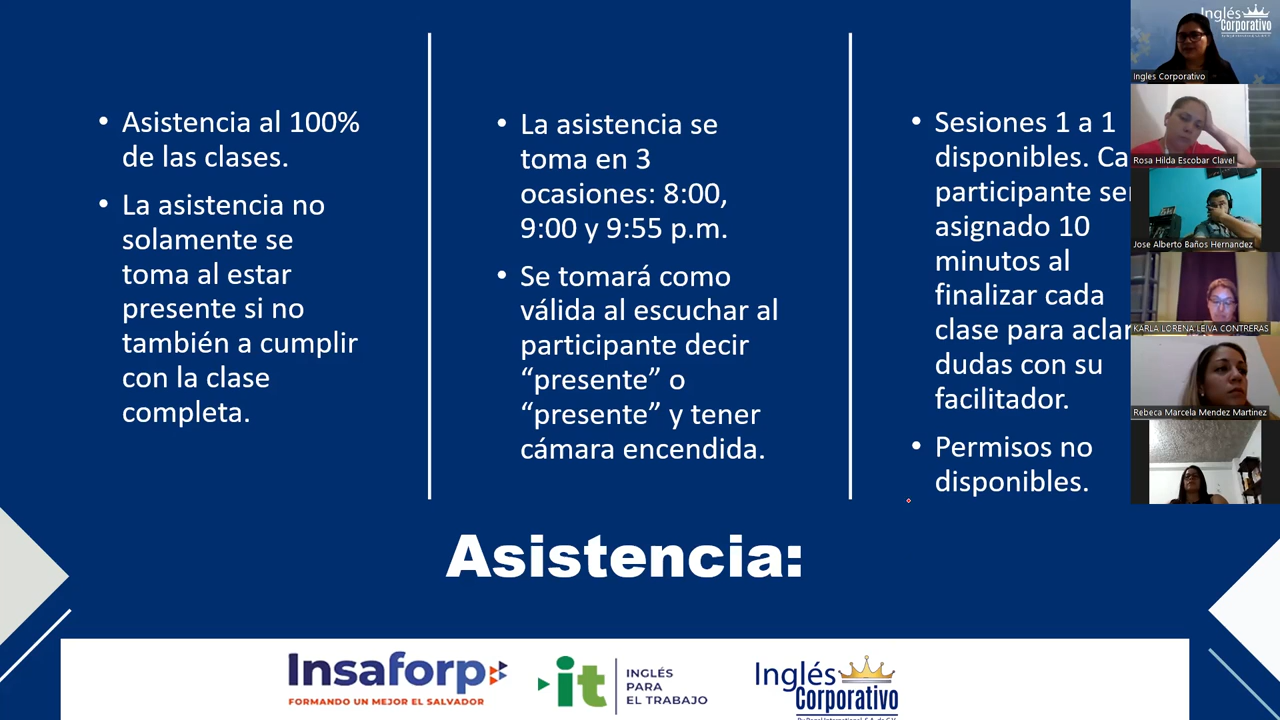 • Asistencia al 100%
de las clases.
• La asistencia no
solamente se
toma al estar
presente si no
también a cumplir
con la clase
completa.
• La asistencia se
toma en 3
ocasiones: 8:00,
9:00 y 9:55 p.m.
• Se tomará como
válida al escuchar al
participante decir
“presente” o
“presente” y tener
cámara encendida.
• Sesiones 1 a 1
disponibles. Ca
participante ser
asignado 10
minutos al
finalizar cada
clase para aclar
dudas con su
facilitador.
• Permisos no
disponibles.
Asistencia:
Insaforp
FORMANDO UN MEJOR EL SALVADOR
it
INGLÉS
PARA
EL TRABAJO
Inglés
Corporativo
Inglés
Corporativo
Ingles Corporativo
Rosa Hilda Escobar Clavel
Jose Alberto Baños Hernandez
KARLA LORENA LEIVA CONTRERAS
Rebeca Marcela Mendez Martinez